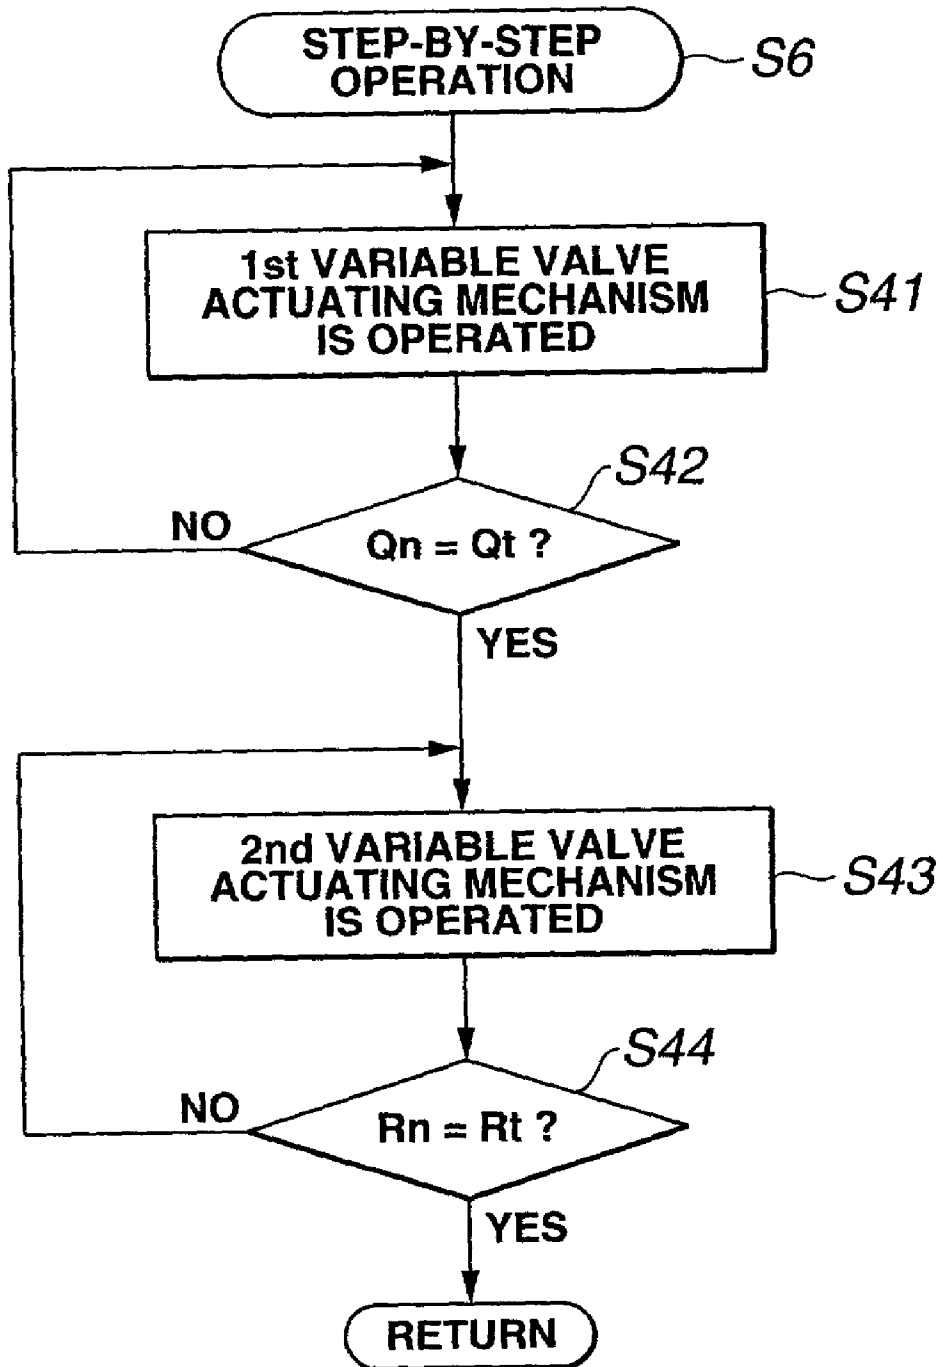 STEP-BY-STEP
OPERATION
S6
1st VARIABLE VALVE
ACTUATING MECHANISM
IS OPERATED
S41
S42
NO
Qn = Qt ?
YES
2nd VARIABLE VALVE
ACTUATING MECHANISM
IS OPERATED
S43
S44
NO
Rn = Rt ?
YES
RETURN